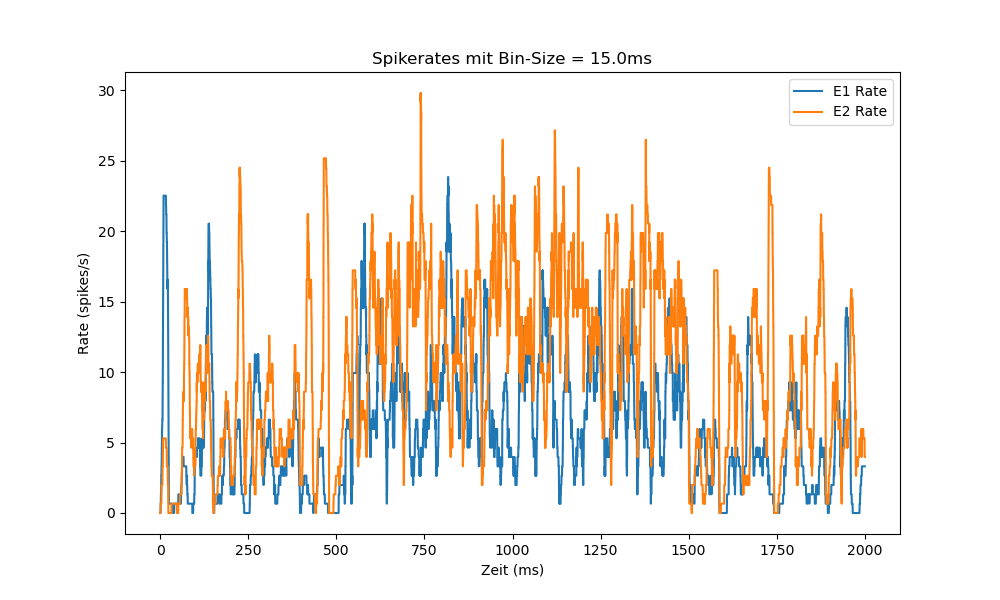 Spikerates mit Bin-Size = 15.0ms
E1 Rate
E2 Rate
30
25
20
15
10
5
0
Rate (spikes/s)
0 250 500 750 1000 1250 1500 1750 2000
Zeit (ms)